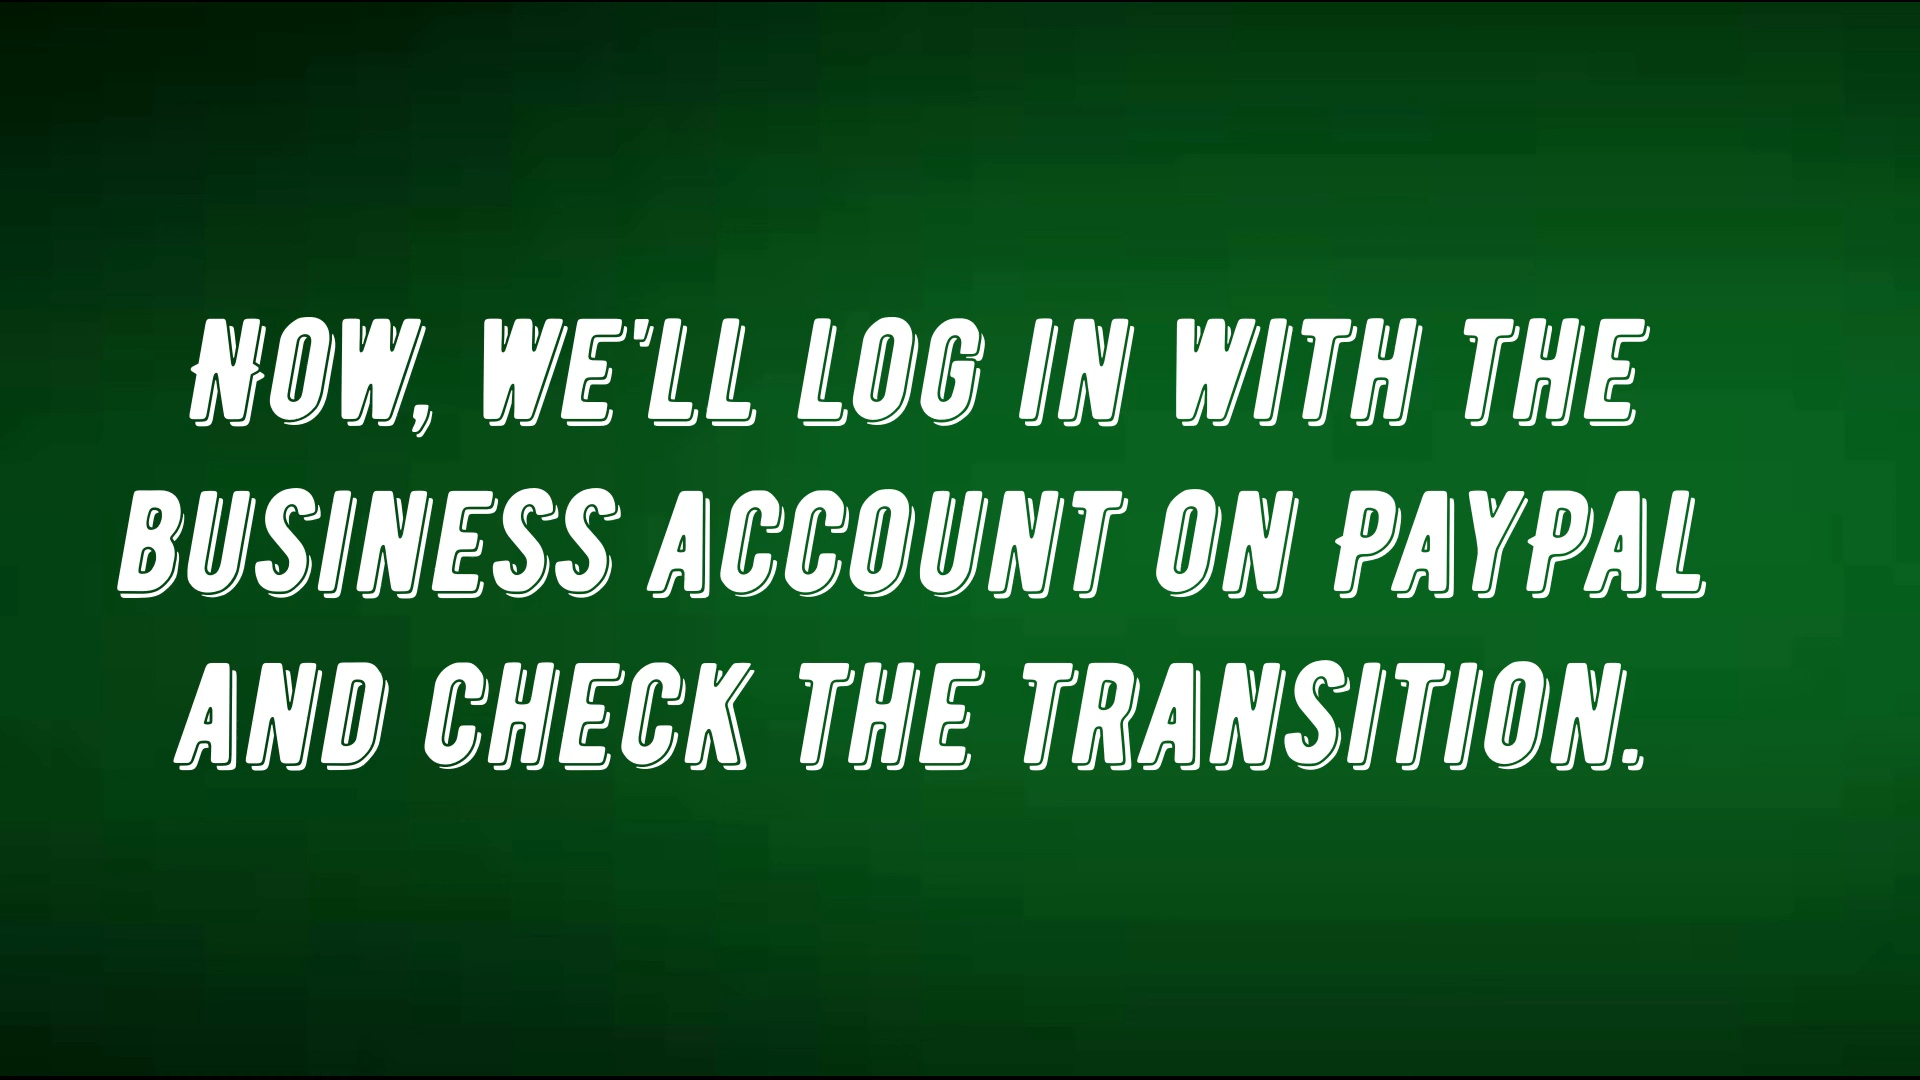 Now, we'll log in with the
business account on PayPal
and check the transition.